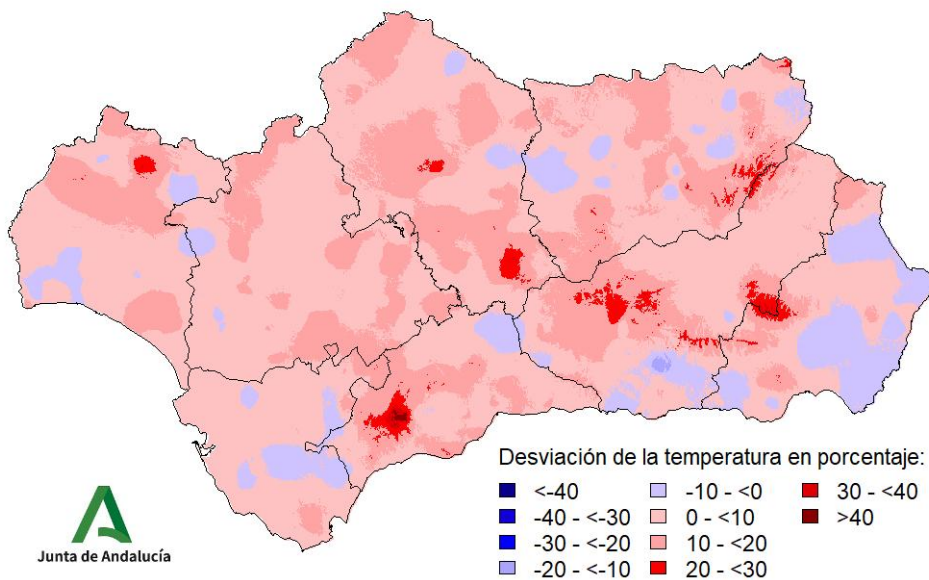 Desviación de la temperatura en porcentaje:
<-40 -10 - <0 30 - <40
-40 - <-30 0 - <10 >40
-30 - <-20 10 - <20
-20 - <-10 20 - <30
Junta de Andalucía